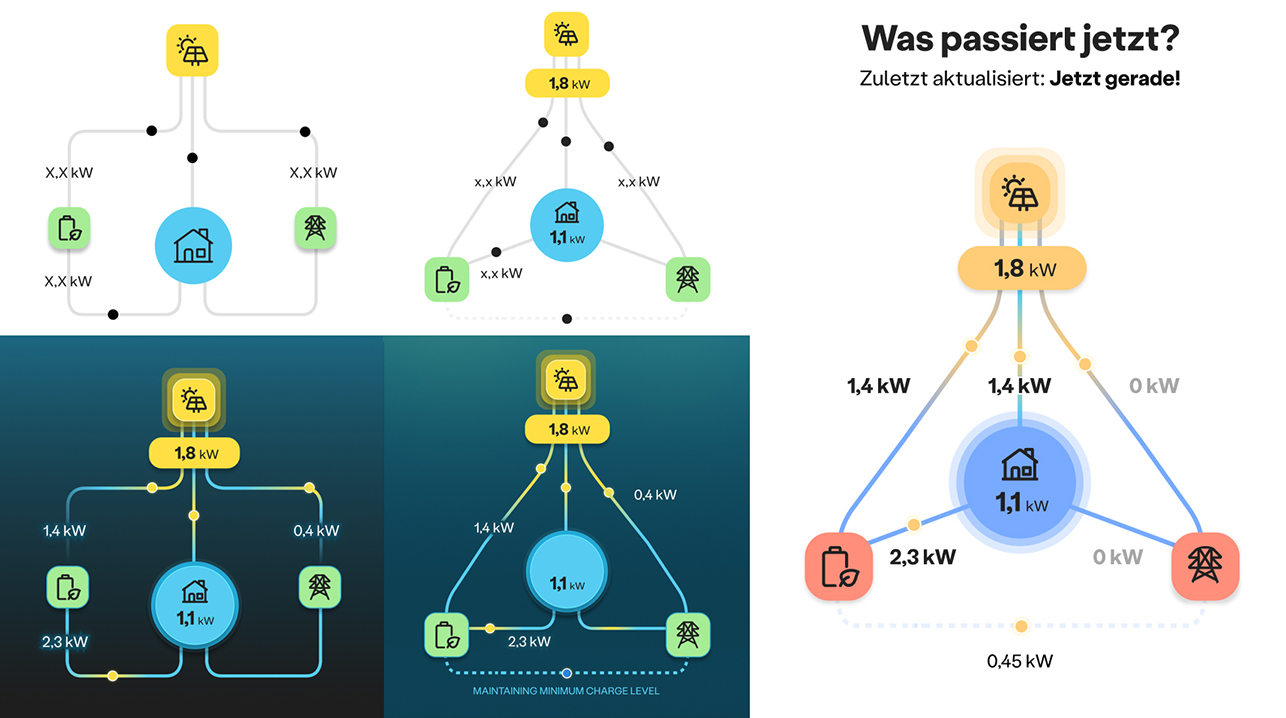 X,X kW
X,X kW
X,X kW
1,8 kW
x,x kW
x,x kW
1,1 kW
x,x kW
1,8 kW
1,4 kW
0,4 kW
1,1 kW
2,3 kW
1,8 kW
0,4 kW
1,4 kW
1,1 kW
2,3 kW
MAINTAINING MINIMUM CHARGE LEVEL
Was passiert jetzt?
Zuletzt aktualisiert: Jetzt gerade!
1,8 kW
1,4 kW
1,4 kW
0 kW
1,1 kW
2,3 kW
0 kW
0,45 kW